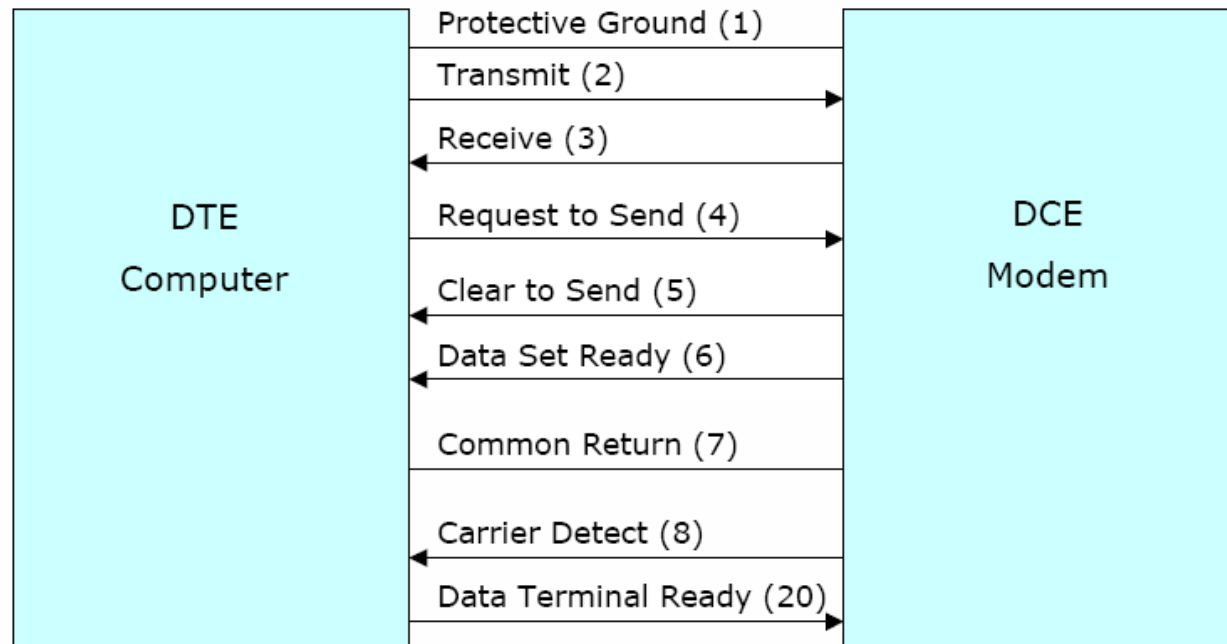 Protective Ground (1)
Transmit (2)
Receive (3)
DTE
Computer
Request to Send (4)
Clear to Send (5)
Data Set Ready (6)
Common Return (7)
Carrier Detect (8)
Data Terminal Ready (20)
DCE
Modem